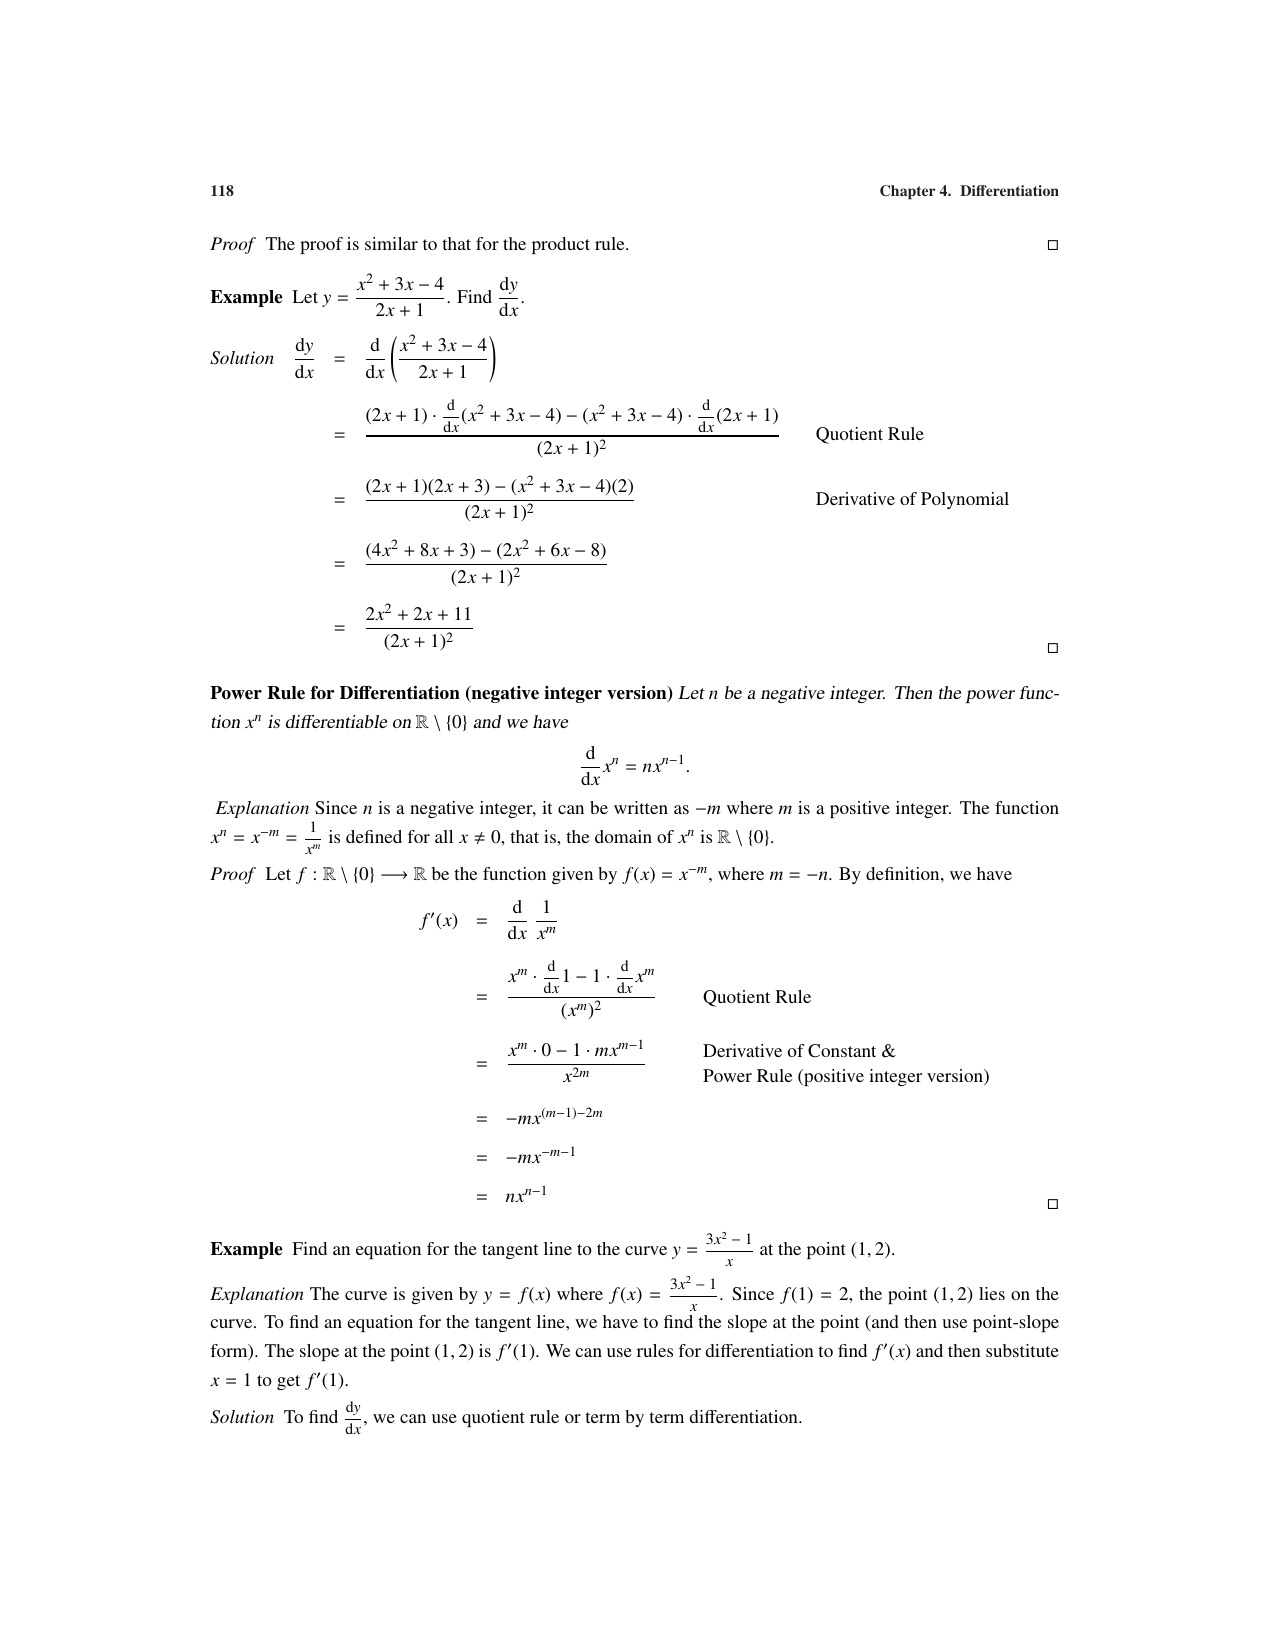 118 Chapter 4. Differentiation
Proof The proof is similar to that for the product rule. □
Example Let y = \frac{x^2 + 3x − 4}{2x + 1}. Find \frac{dy}{dx}.
Solution \frac{dy}{dx} = \frac{d}{dx} \left( \frac{x^2 + 3x − 4}{2x + 1} \right)
= \frac{(2x + 1) · \frac{d}{dx}(x^2 + 3x − 4) − (x^2 + 3x − 4) · \frac{d}{dx}(2x + 1)}{(2x + 1)^2} Quotient Rule
= \frac{(2x + 1)(2x + 3) − (x^2 + 3x − 4)(2)}{(2x + 1)^2} Derivative of Polynomial
= \frac{(4x^2 + 8x + 3) − (2x^2 + 6x − 8)}{(2x + 1)^2}
= \frac{2x^2 + 2x + 11}{(2x + 1)^2}
□
Power Rule for Differentiation (negative integer version) Let n be a negative integer. Then the power func-
tion x^n is differentiable on ℝ \ {0} and we have
\frac{d}{dx} x^n = nx^{n−1}.
Explanation Since n is a negative integer, it can be written as −m where m is a positive integer. The function
x^n = x^{−m} = \frac{1}{x^m} is defined for all x ≠ 0, that is, the domain of x^n is ℝ \ {0}.
Proof Let f : ℝ \ {0} ⟶ ℝ be the function given by f(x) = x^{−m}, where m = −n. By definition, we have
f′(x) = \frac{d}{dx} \frac{1}{x^m}
= \frac{x^m · \frac{d}{dx} 1 − 1 · \frac{d}{dx} x^m}{(x^m)^2} Quotient Rule
= \frac{x^m · 0 − 1 · mx^{m−1}}{x^{2m}} Derivative of Constant &
Power Rule (positive integer version)
= −mx^{(m−1)−2m}
= −mx^{−m−1}
= nx^{n−1}
□
Example Find an equation for the tangent line to the curve y = \frac{3x^2 − 1}{x} at the point (1, 2).
Explanation The curve is given by y = f(x) where f(x) = \frac{3x^2 − 1}{x}. Since f(1) = 2, the point (1, 2) lies on the
curve. To find an equation for the tangent line, we have to find the slope at the point (and then use point-slope
form). The slope at the point (1, 2) is f′(1). We can use rules for differentiation to find f′(x) and then substitute
x = 1 to get f′(1).
Solution To find \frac{dy}{dx}, we can use quotient rule or term by term differentiation.